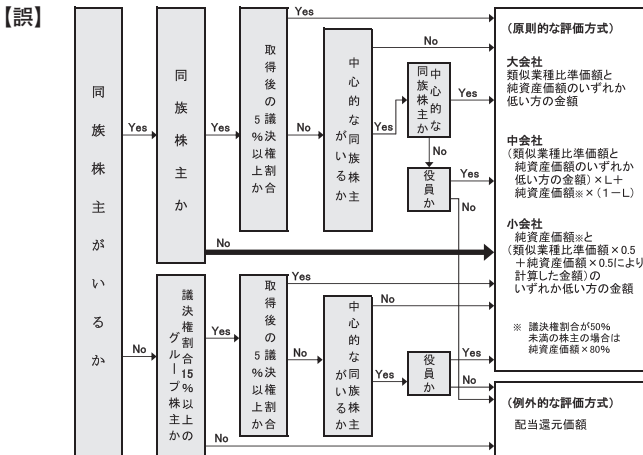 【誤】
同族株主がいるか
Yes
No
同族株主か
Yes
No
取得後の議決権割合
5％以上か
Yes
No
中心的な同族株主
がいるか
No
Yes
中心的な
同族株主か
Yes
No
役員か
Yes
No
議決権割合15％以上の
グループ株主か
Yes
No
取得後の議決権割合
5％以上か
Yes
No
中心的な同族株主
がいるか
No
Yes
役員か
Yes
No
（原則的な評価方式）
大会社
類似業種比準価額と
純資産価額のいずれか
低い方の金額
中会社
（類似業種比準価額と
純資産価額のいずれか
低い方の金額）×L＋
純資産価額※×（1－L）
小会社
純資産価額※と
（類似業種比準価額×0.5
＋純資産価額×0.5により
計算した金額）の
いずれか低い方の金額
※ 議決権割合が50％
未満の株主の場合は
純資産価額×80％
（例外的な評価方式）
配当還元価額